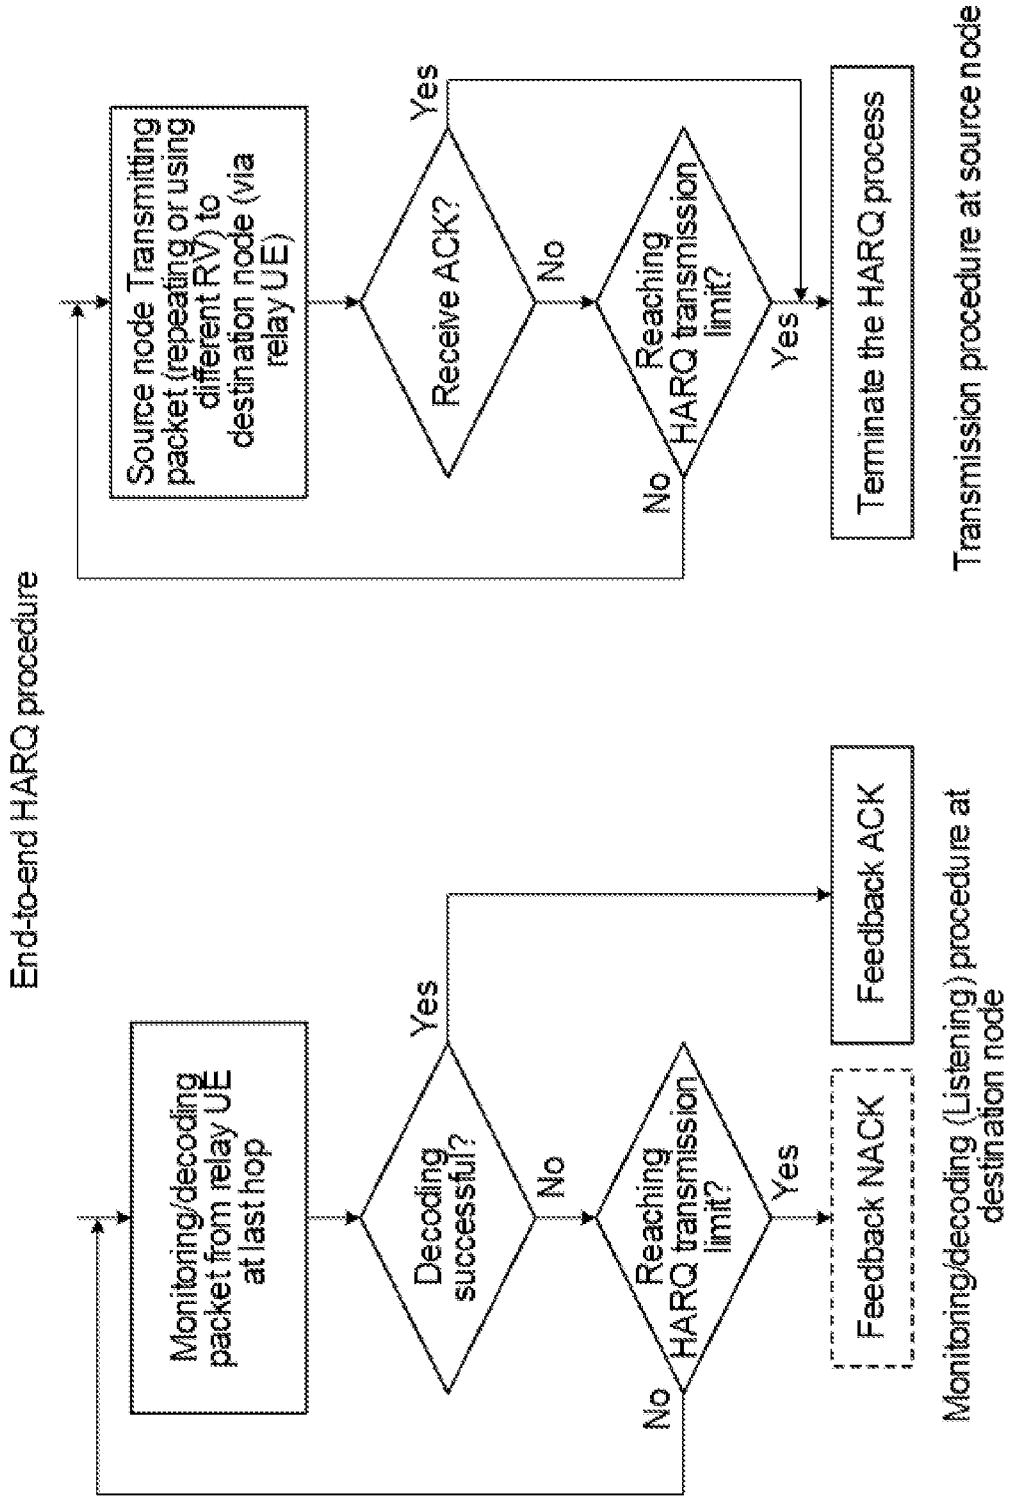 End-to-end HARQ procedure
Monitoring/decoding
packet from relay UE
at last hop
Decoding
successful?
Yes
No
Reaching
HARQ transmission
limit?
No
Yes
Feedback NACK
Feedback ACK
Monitoring/decoding (Listening) procedure at
destination node
Source node Transmitting
packet (repeating or using
different RV) to
destination node (via
relay UE)
Receive ACK?
Yes
No
Reaching
HARQ transmission
limit?
No
Yes
Terminate the HARQ process
Transmission procedure at source node